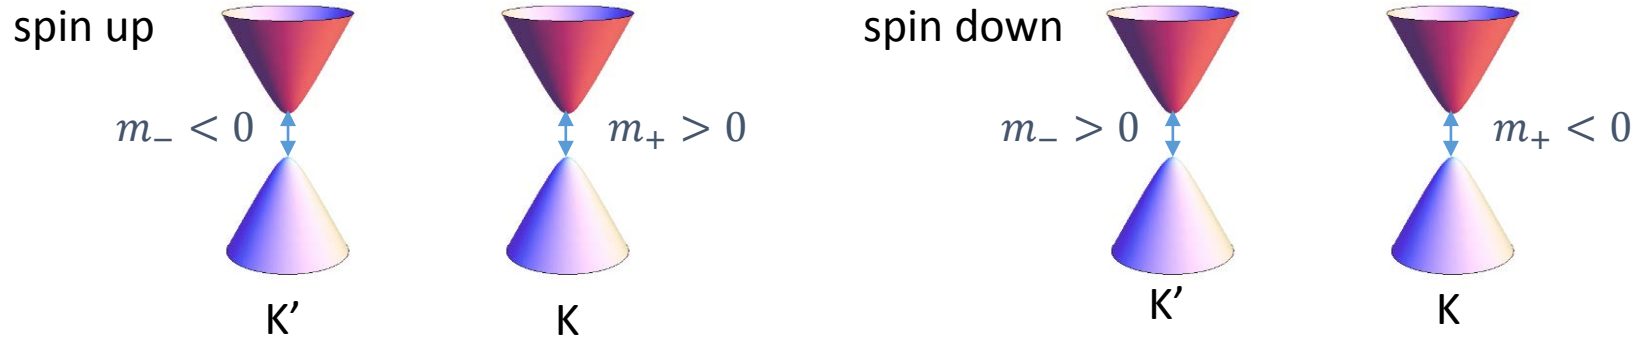 spin up
spin down
m₋ < 0
m₊ > 0
m₋ > 0
m₊ < 0
K’
K
K’
K